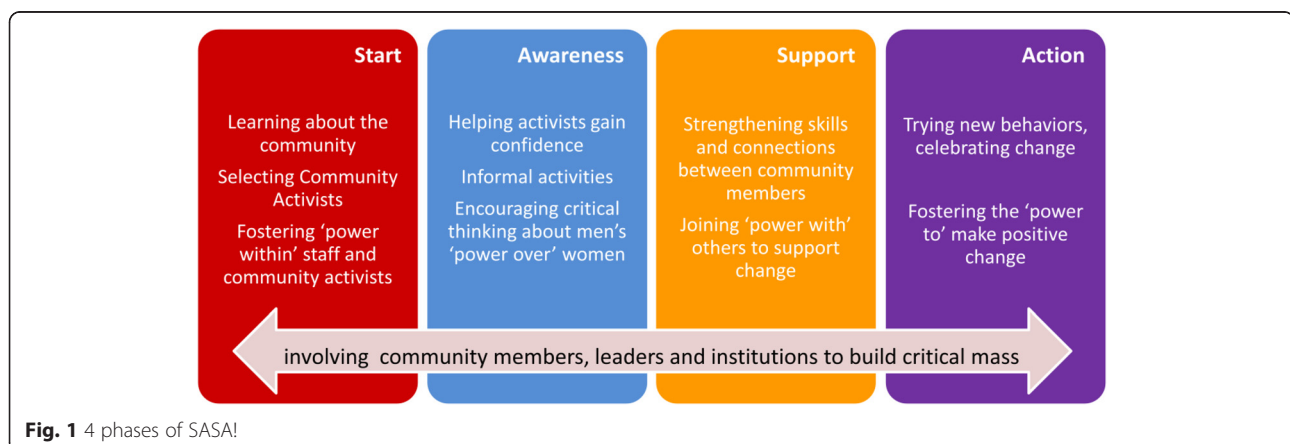 Start
Learning about the
community
Selecting Community
Activists
Fostering ‘power
within’ staff and
community activists
Awareness
Helping activists gain
confidence
Informal activities
Encouraging critical
thinking about men’s
‘power over’ women
Support
Strengthening skills
and connections
between community
members
Joining ‘power with’
others to support
change
Action
Trying new behaviors,
celebrating change
Fostering the ‘power
to’ make positive
change
involving community members, leaders and institutions to build critical mass
Fig. 1 4 phases of SASA!